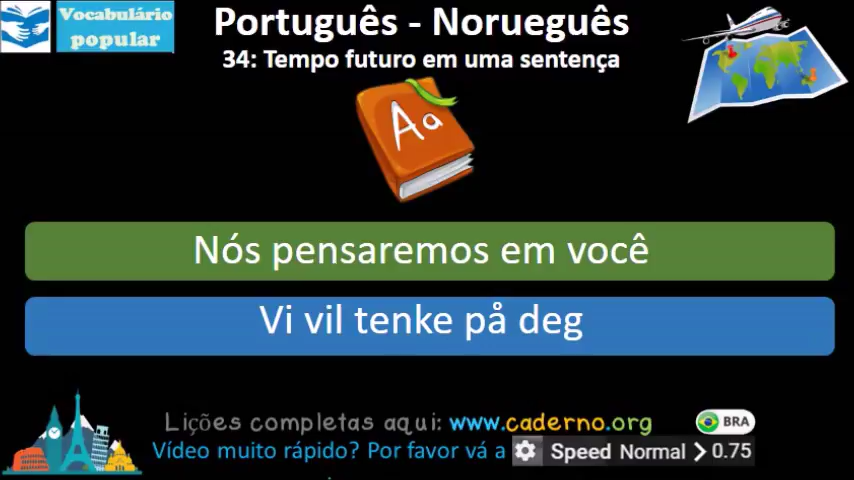 Vocabulário
popular
Português - Norueguês
34: Tempo futuro em uma sentença
Aa
Nós pensaremos em você
Vi vil tenke på deg
Lições completas aqui: www.caderno.org
BRA
Vídeo muito rápido? Por favor vá a Speed Normal > 0.75